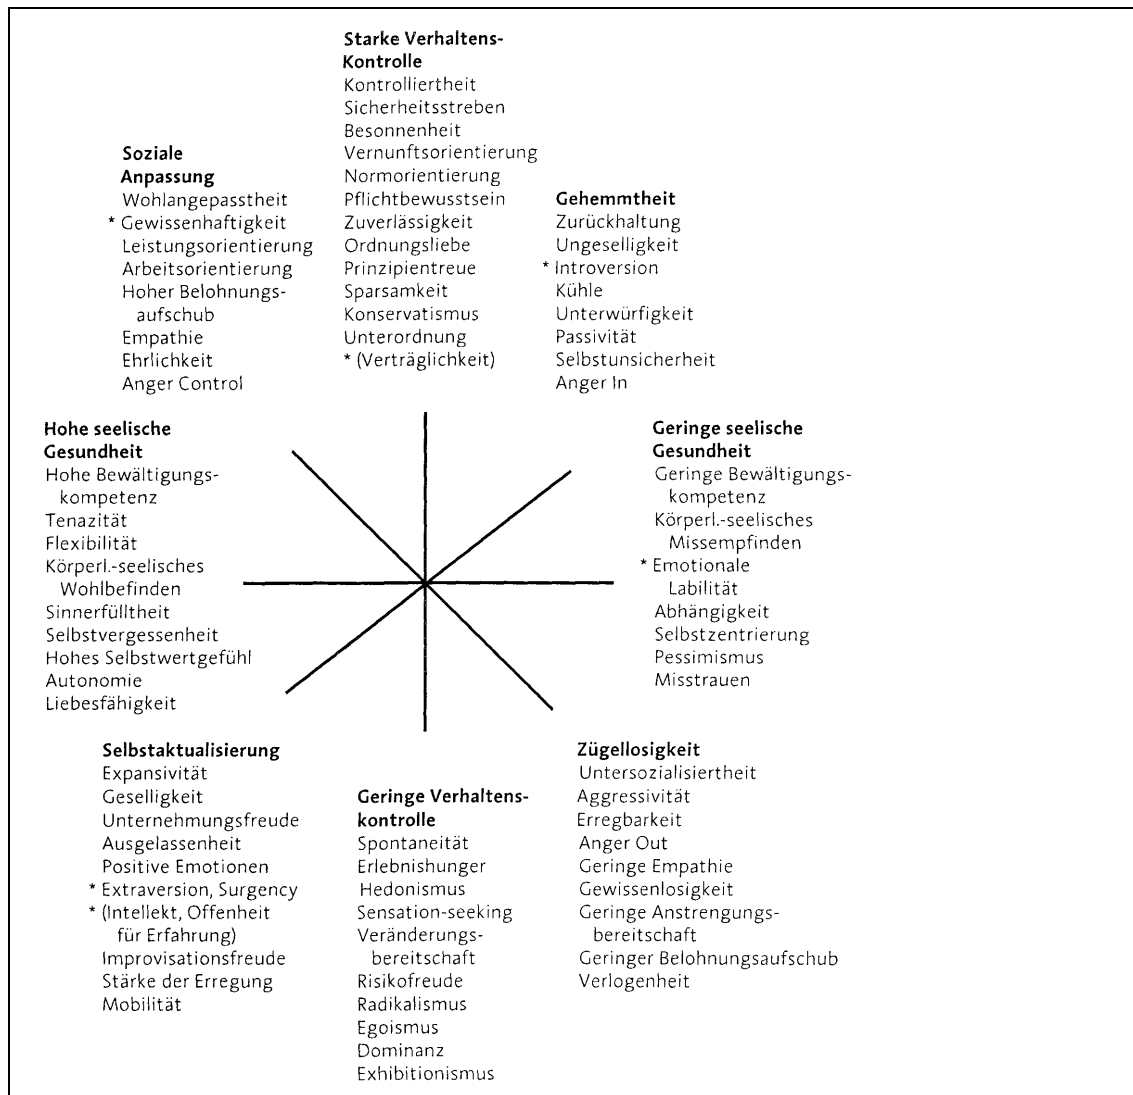 Starke Verhaltens-
Kontrolle
Kontrolliertheit
Sicherheitsstreben
Besonnenheit
Vernunftsorientierung
Normorientierung
Pflichtbewusstsein
Zuverlässigkeit
Ordnungsliebe
Prinzipientreue
Sparsamkeit
Konservatismus
Unterordnung
* (Verträglichkeit)
Soziale
Anpassung
Wohlangepasstheit
* Gewissenhaftigkeit
Leistungsorientierung
Arbeitsorientierung
Hoher Belohnungs-
aufschub
Empathie
Ehrlichkeit
Anger Control
Gehemmtheit
Zurückhaltung
Ungeselligkeit
* Introversion
Kühle
Unterwürfigkeit
Passivität
Selbstunsicherheit
Anger In
Hohe seelische
Gesundheit
Hohe Bewältigungs-
kompetenz
Tenazität
Flexibilität
Körperl.-seelisches
Wohlbefinden
Sinnerfülltheit
Selbstvergessenheit
Hohes Selbstwertgefühl
Autonomie
Liebesfähigkeit
Geringe seelische
Gesundheit
Geringe Bewältigungs-
kompetenz
Körperl.-seelisches
Missempfinden
* Emotionale
Labilität
Abhängigkeit
Selbstzentrierung
Pessimismus
Misstrauen
Selbstaktualisierung
Expansivität
Geselligkeit
Unternehmungsfreude
Ausgelassenheit
Positive Emotionen
* Extraversion, Surgency
* (Intellekt, Offenheit
für Erfahrung)
Improvisationsfreude
Stärke der Erregung
Mobilität
Geringe Verhaltens-
kontrolle
Spontaneität
Erlebnishunger
Hedonismus
Sensation-seeking
Veränderungs-
bereitschaft
Risikofreude
Radikalismus
Egoismus
Dominanz
Exhibitionismus
Zügellosigkeit
Untersozialisiertheit
Aggressivität
Erregbarkeit
Anger Out
Geringe Empathie
Gewissenlosigkeit
Geringe Anstrengungs-
bereitschaft
Geringer Belohnungsaufschub
Verlogenheit